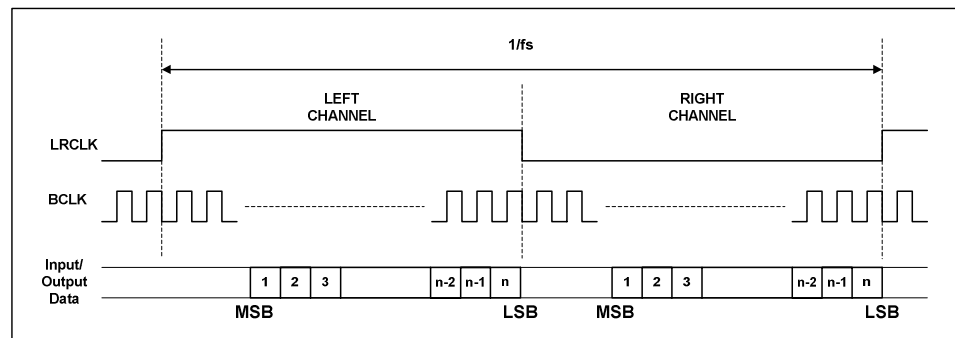 1/fs
LEFT
CHANNEL
RIGHT
CHANNEL
LRCLK
BCLK
Input/
Output
Data
1 2 3 n-2 n-1 n 1 2 3 n-2 n-1 n
MSB LSB MSB LSB